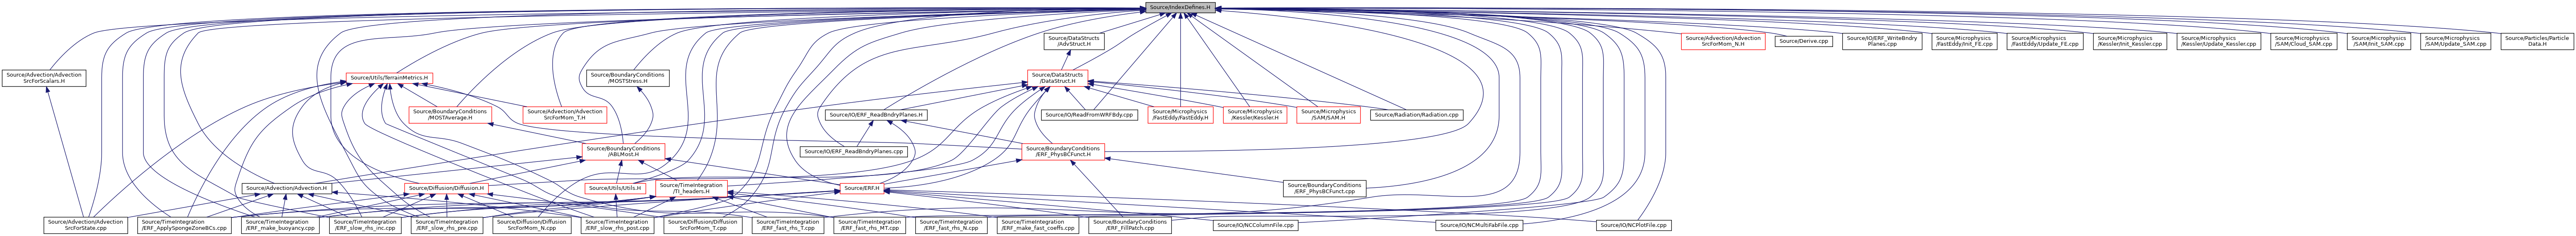 Source/IndexDefines.H
Source/DataStructs
/AdvStruct.H
Source/Advection/Advection
SrcForMom_N.H
Source/Derive.cpp
Source/IO/ERF_WriteBndry
Planes.cpp
Source/Microphysics
/FastEddy/Init_FE.cpp
Source/Microphysics
/FastEddy/Update_FE.cpp
Source/Microphysics
/Kessler/Init_Kessler.cpp
Source/Microphysics
/Kessler/Update_Kessler.cpp
Source/Microphysics
/SAM/Cloud_SAM.cpp
Source/Microphysics
/SAM/Init_SAM.cpp
Source/Microphysics
/SAM/Update_SAM.cpp
Source/Particles/Particle
Data.H
Source/Advection/Advection
SrcForScalars.H
Source/Utils/TerrainMetrics.H
Source/BoundaryConditions
/MOSTStress.H
Source/DataStructs
/DataStruct.H
Source/BoundaryConditions
/MOSTAverage.H
Source/Advection/Advection
SrcForMom_T.H
Source/IO/ERF_ReadBndryPlanes.H
Source/IO/ReadFromWRFBdy.cpp
Source/Microphysics
/FastEddy/FastEddy.H
Source/Microphysics
/Kessler/Kessler.H
Source/Microphysics
/SAM/SAM.H
Source/Radiation/Radiation.cpp
Source/BoundaryConditions
/ABLMost.H
Source/IO/ERF_ReadBndryPlanes.cpp
Source/BoundaryConditions
/ERF_PhysBCFunct.H
Source/Advection/Advection.H
Source/Diffusion/Diffusion.H
Source/Utils/Utils.H
Source/TimeIntegration
/TI_headers.H
Source/ERF.H
Source/BoundaryConditions
/ERF_PhysBCFunct.cpp
Source/Advection/Advection
SrcForState.cpp
Source/TimeIntegration
/ERF_ApplySpongeZoneBCs.cpp
Source/TimeIntegration
/ERF_make_buoyancy.cpp
Source/TimeIntegration
/ERF_slow_rhs_inc.cpp
Source/TimeIntegration
/ERF_slow_rhs_pre.cpp
Source/Diffusion/Diffusion
SrcForMom_N.cpp
Source/TimeIntegration
/ERF_slow_rhs_post.cpp
Source/Diffusion/Diffusion
SrcForMom_T.cpp
Source/TimeIntegration
/ERF_fast_rhs_T.cpp
Source/TimeIntegration
/ERF_fast_rhs_MT.cpp
Source/TimeIntegration
/ERF_fast_rhs_N.cpp
Source/TimeIntegration
/ERF_make_fast_coeffs.cpp
Source/BoundaryConditions
/ERF_FillPatch.cpp
Source/IO/NCColumnFile.cpp
Source/IO/NCMultiFabFile.cpp
Source/IO/NCPlotFile.cpp